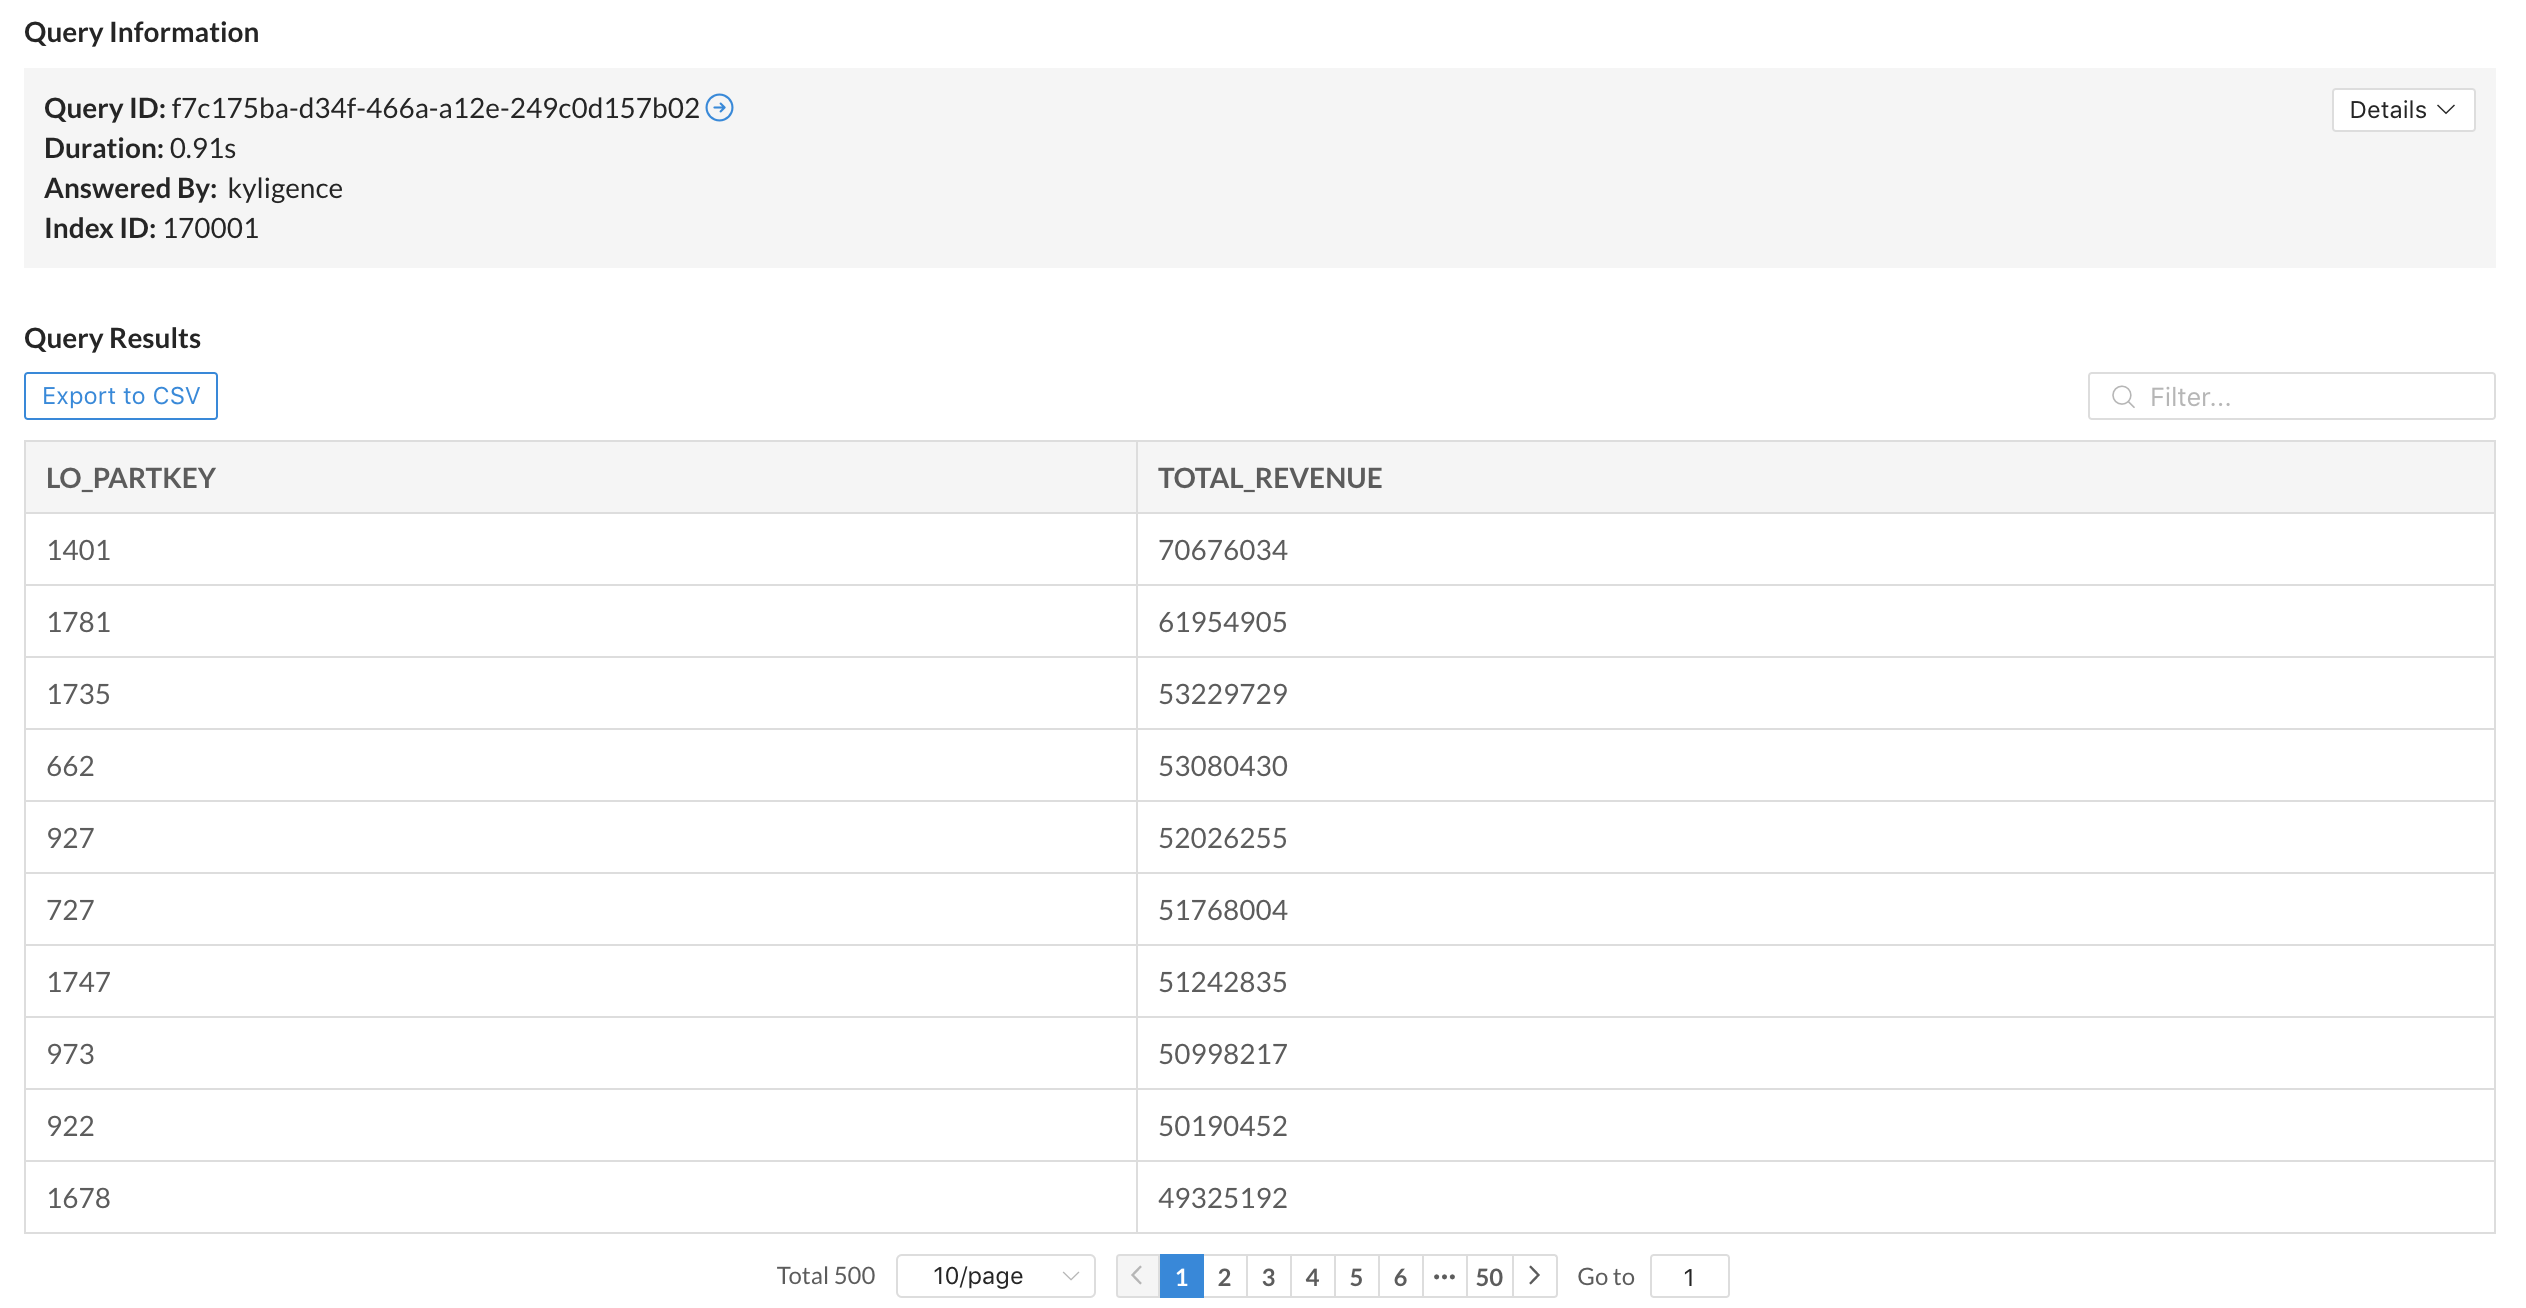 Query Information
Query ID: f7c175ba-d34f-466a-a12e-249c0d157b02
Details
Duration: 0.91s
Answered By: kyligence
Index ID: 170001
Query Results
Export to CSV
Filter...
LO_PARTKEY TOTAL_REVENUE
1401 70676034
1781 61954905
1735 53229729
662 53080430
927 52026255
727 51768004
1747 51242835
973 50998217
922 50190452
1678 49325192
Total 500 10/page 1 2 3 4 5 6 ••• 50 Go to 1